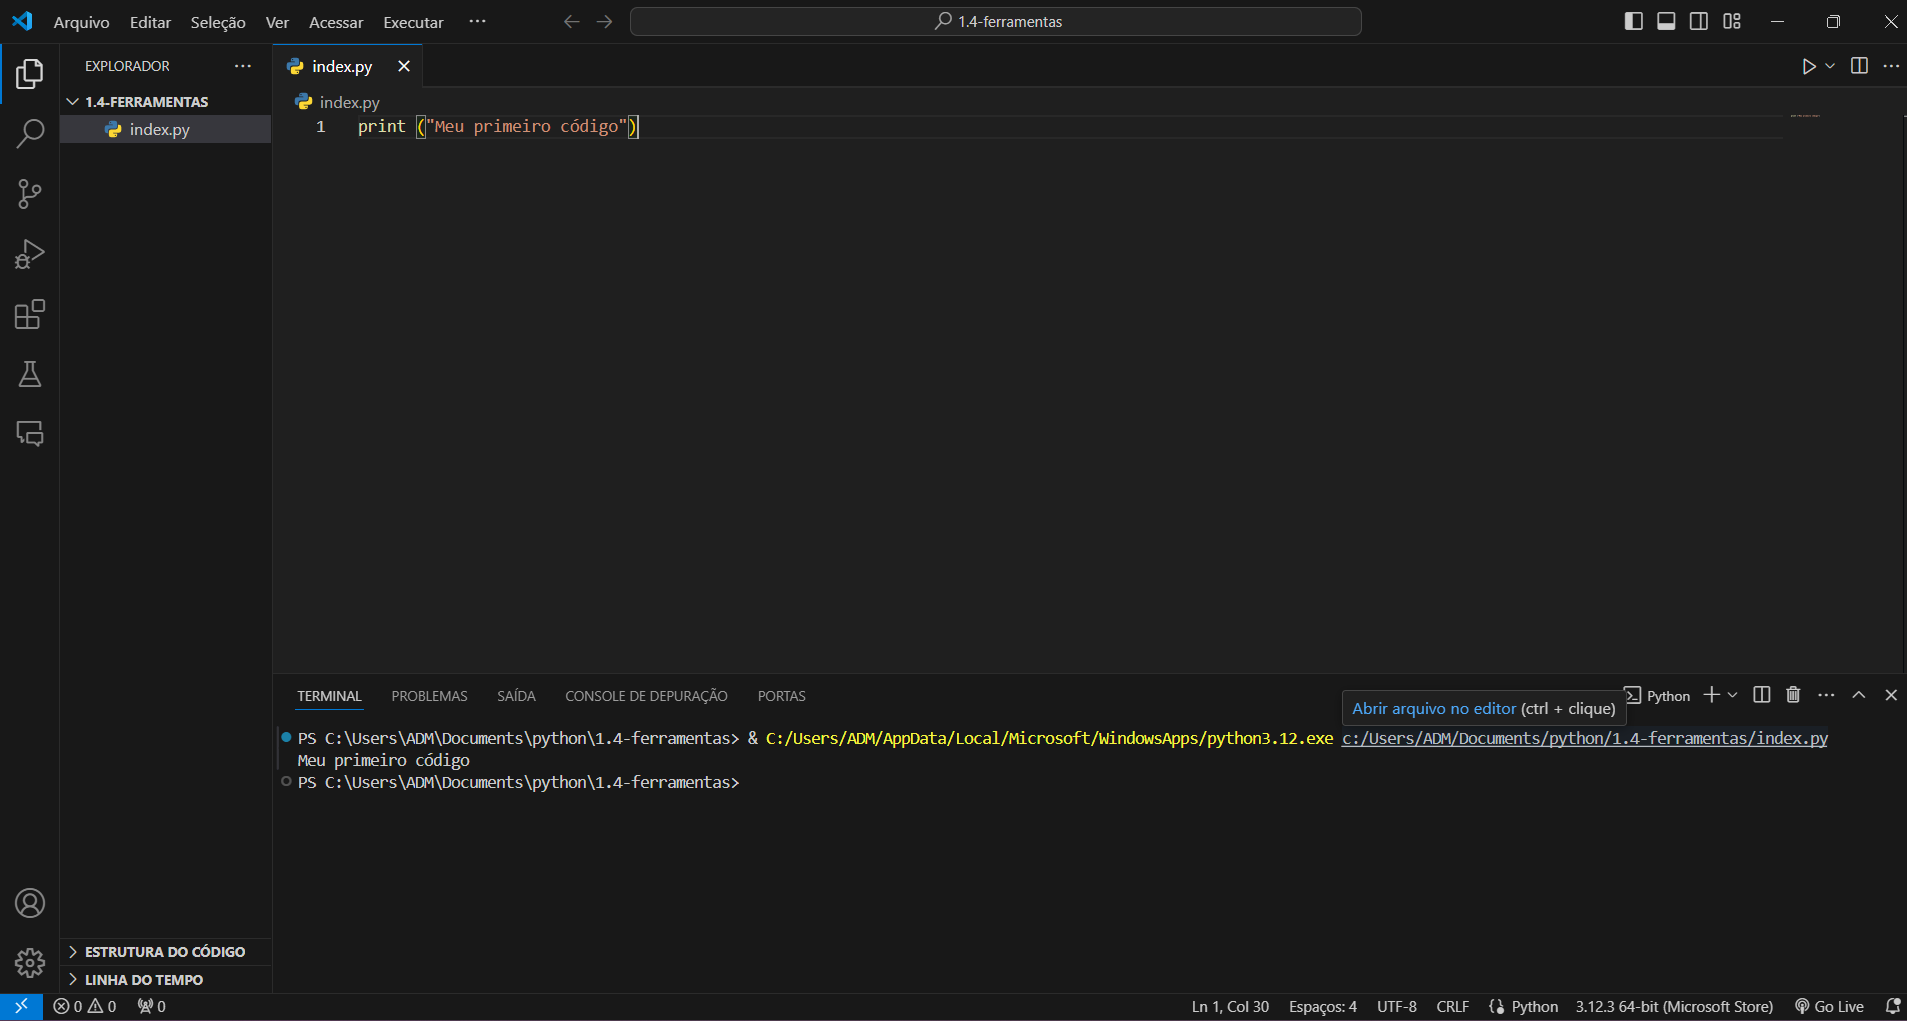 Arquivo Editar Seleção Ver Acessar Executar ···
1.4-ferramentas
EXPLORADOR ···
1.4-FERRAMENTAS
index.py
index.py
index.py
1 print ("Meu primeiro código")
TERMINAL PROBLEMAS SAÍDA CONSOLE DE DEPURAÇÃO PORTAS
Python
Abrir arquivo no editor (ctrl + clique)
PS C:\Users\ADM\Documents\python\1.4-ferramentas> & C:/Users/ADM/AppData/Local/Microsoft/WindowsApps/python3.12.exe c:/Users/ADM/Documents/python/1.4-ferramentas/index.py
Meu primeiro código
PS C:\Users\ADM\Documents\python\1.4-ferramentas>
ESTRUTURA DO CÓDIGO
LINHA DO TEMPO
0 0 0
Ln 1, Col 30 Espaços: 4 UTF-8 CRLF Python 3.12.3 64-bit (Microsoft Store) Go Live